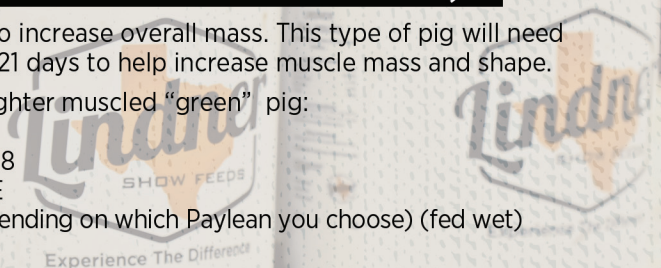 o increase overall mass. This type of pig will need
21 days to help increase muscle mass and shape.
ghter muscled “green” pig:
8
E
ending on which Paylean you choose) (fed wet)
Lindner
SHOW FEEDS
Experience The Difference
Lindne